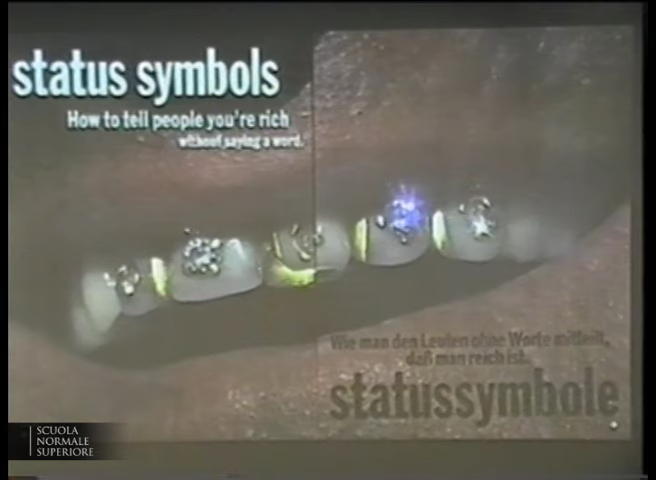 status symbols
How to tell people you're rich
without saying a word.
Wie man den Leuten ohne Worte mitteilt,
daß man reich ist.
statussymbole
SCUOLA
NORMALE
SUPERIORE